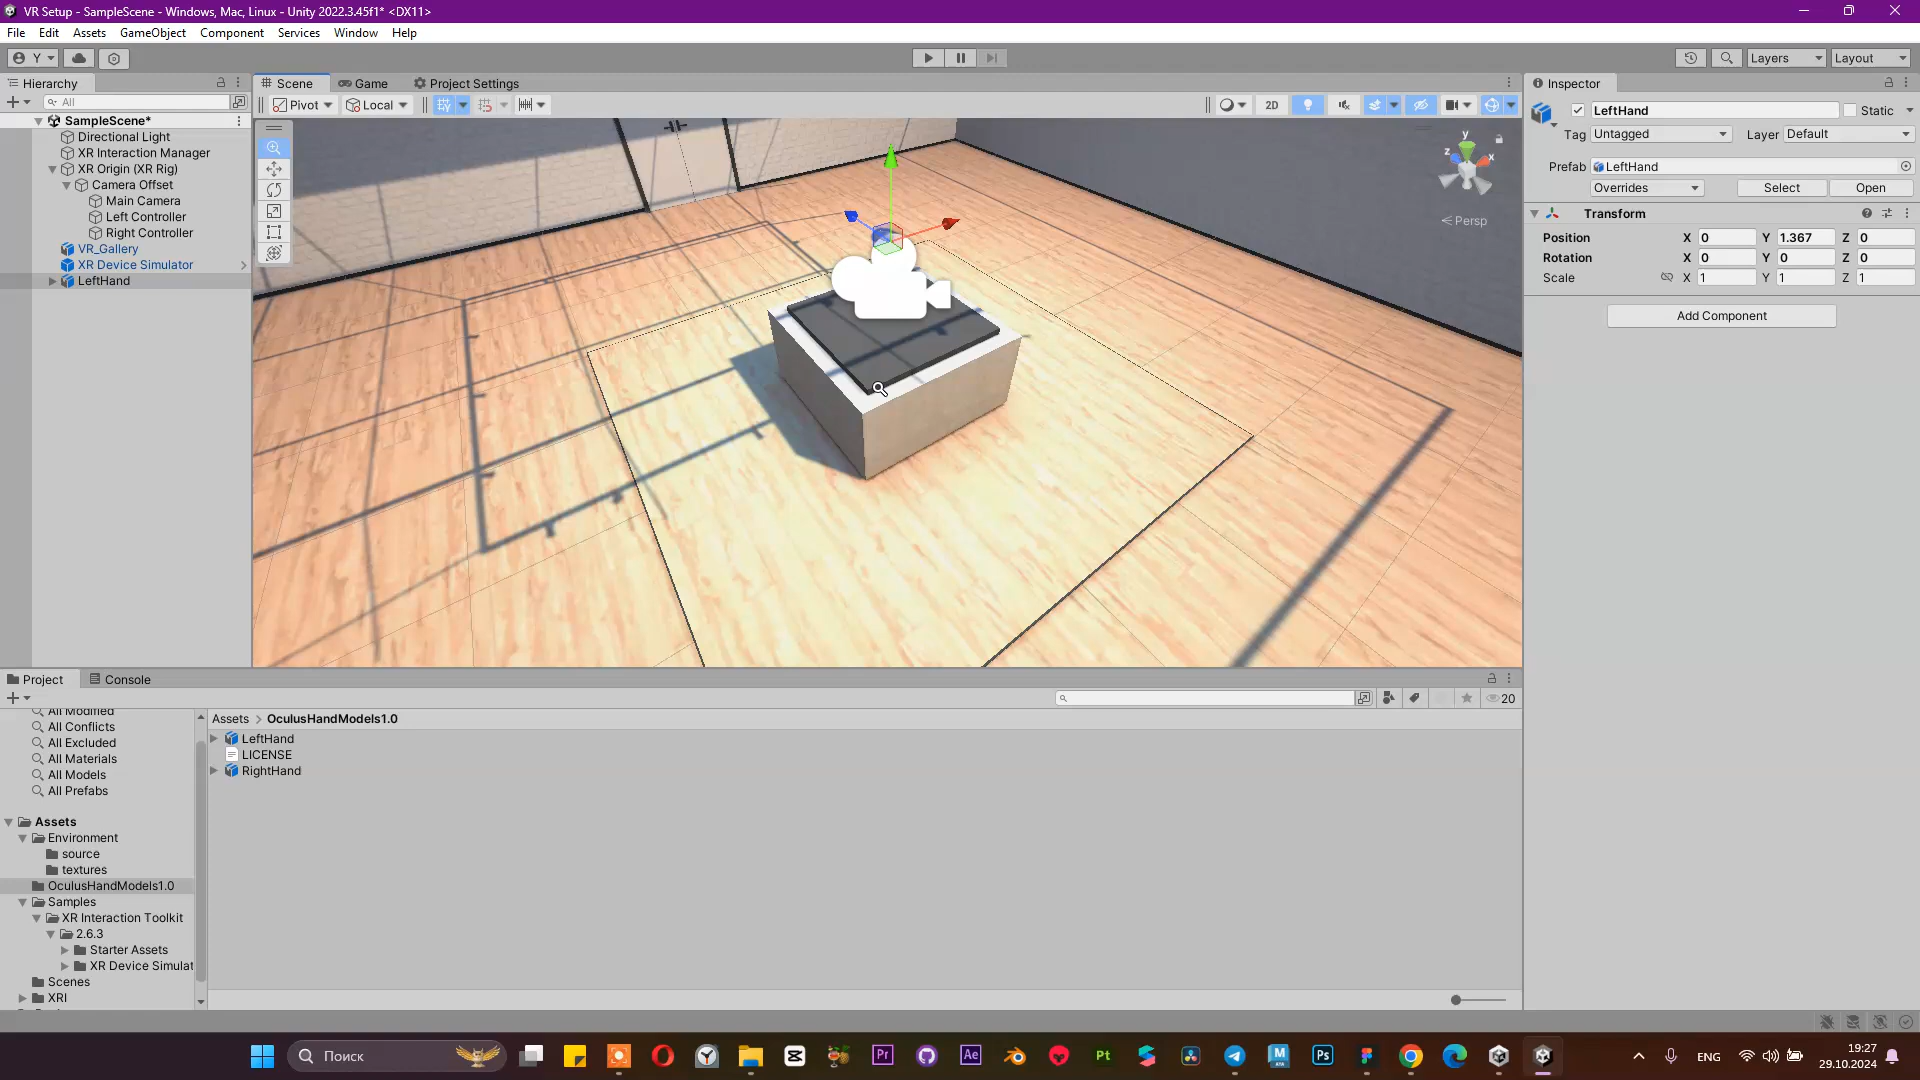 VR Setup - SampleScene - Windows, Mac, Linux - Unity 2022.3.45f1* <DX11>
File Edit Assets GameObject Component Services Window Help
Y Layers Layout
Hierarchy Scene Game Project Settings Inspector
All Pivot Local 2D LeftHand Static
SampleScene*
Directional Light
XR Interaction Manager
XR Origin (XR Rig)
Camera Offset
Main Camera
Left Controller
Right Controller
VR_Gallery
XR Device Simulator
LeftHand
y
z x
Persp
Tag Untagged Layer Default
Prefab LeftHand
Overrides Select Open
Transform
Position X 0 Y 1.367 Z 0
Rotation X 0 Y 0 Z 0
Scale X 1 Y 1 Z 1
Add Component
Project Console
20
All Modified
All Conflicts
All Excluded
All Materials
All Models
All Prefabs
Assets
Environment
source
textures
OculusHandModels1.0
Samples
XR Interaction Toolkit
2.6.3
Starter Assets
XR Device Simulat
Scenes
XRI
Assets > OculusHandModels1.0
LeftHand
LICENSE
RightHand
Поиск Pr Ae Pt Ps ENG 19:27
29.10.2024